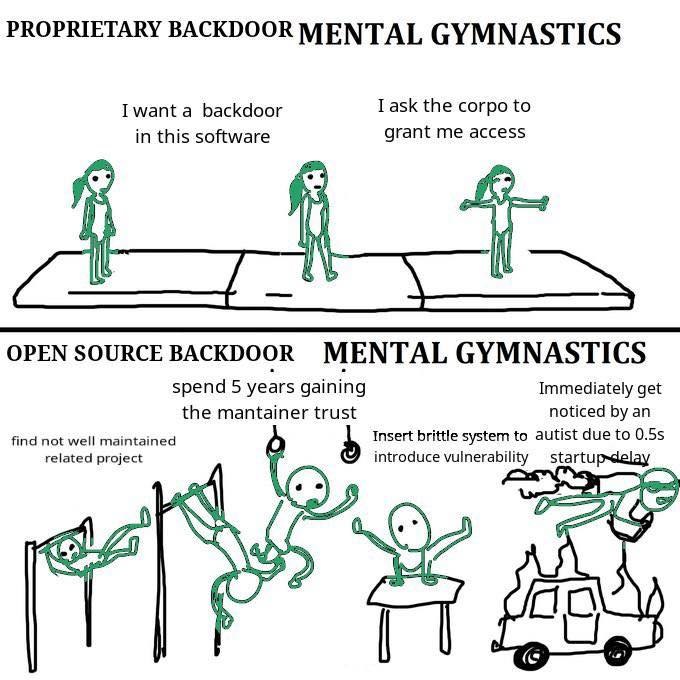 PROPRIETARY BACKDOOR MENTAL GYMNASTICS
I want a backdoor
in this software
I ask the corpo to
grant me access
OPEN SOURCE BACKDOOR MENTAL GYMNASTICS
find not well maintained
related project
spend 5 years gaining
the mantainer trust
Insert brittle system to
introduce vulnerability
Immediately get
noticed by an
autist due to 0.5s
startup delay